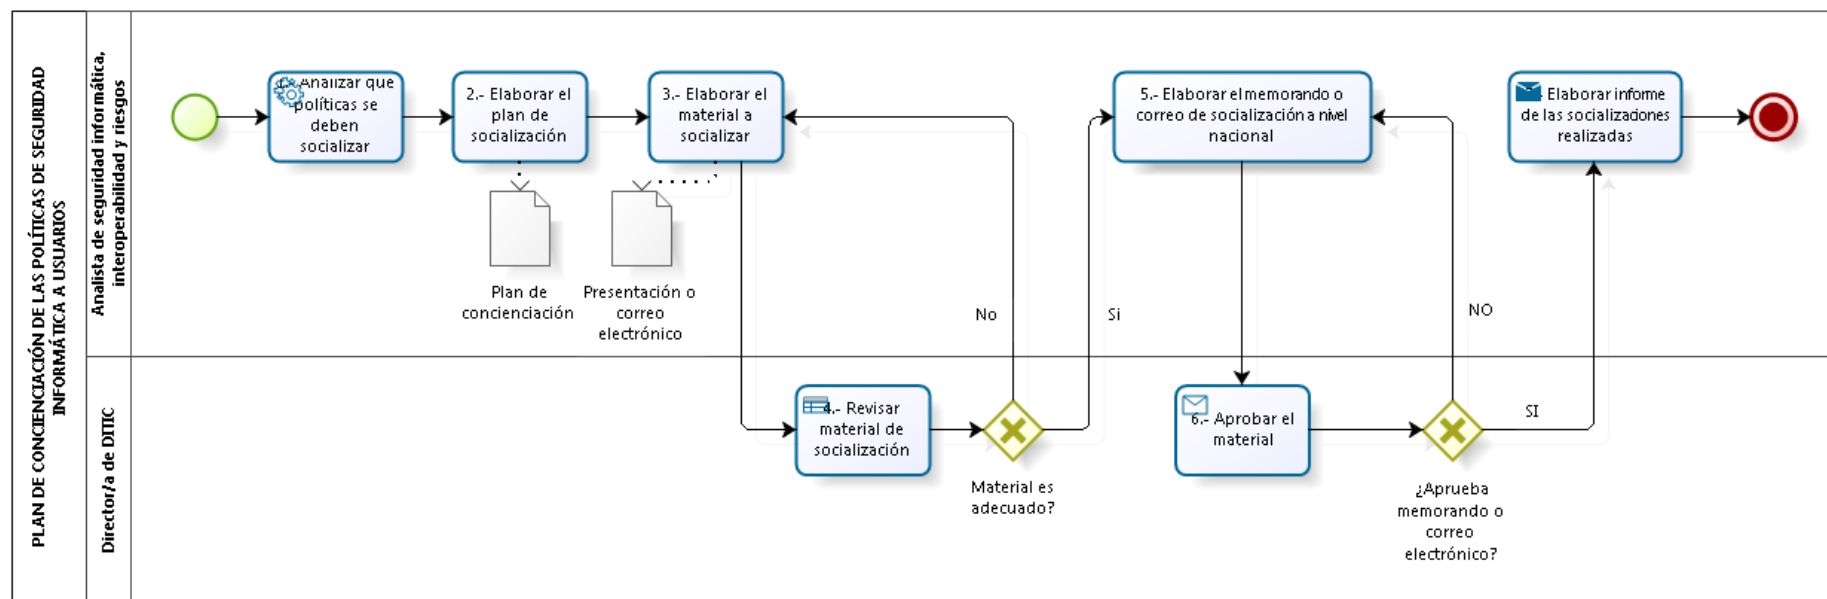 PLAN DE CONCIENCIACIÓN DE LAS POLÍTICAS DE SEGURIDAD
INFORMÁTICA A USUARIOS
Analista de seguridad informática,
interoperabilidad y riesgos
Analizar que
políticas se
deben
socializar
2.- Elaborar el
plan de
socialización
3.- Elaborar el
material a
socializar
5.- Elaborar el memorando o
correo de socialización a nivel
nacional
Elaborar informe
de las socializaciones
realizadas
Plan de
concienciación
Presentación o
correo
electrónico
No
Si
NO
Director/a de DITIC
4.- Revisar
material de
socialización
Material es
adecuado?
6.- Aprobar el
material
SI
¿Aprueba
memorando o
correo
electrónico?